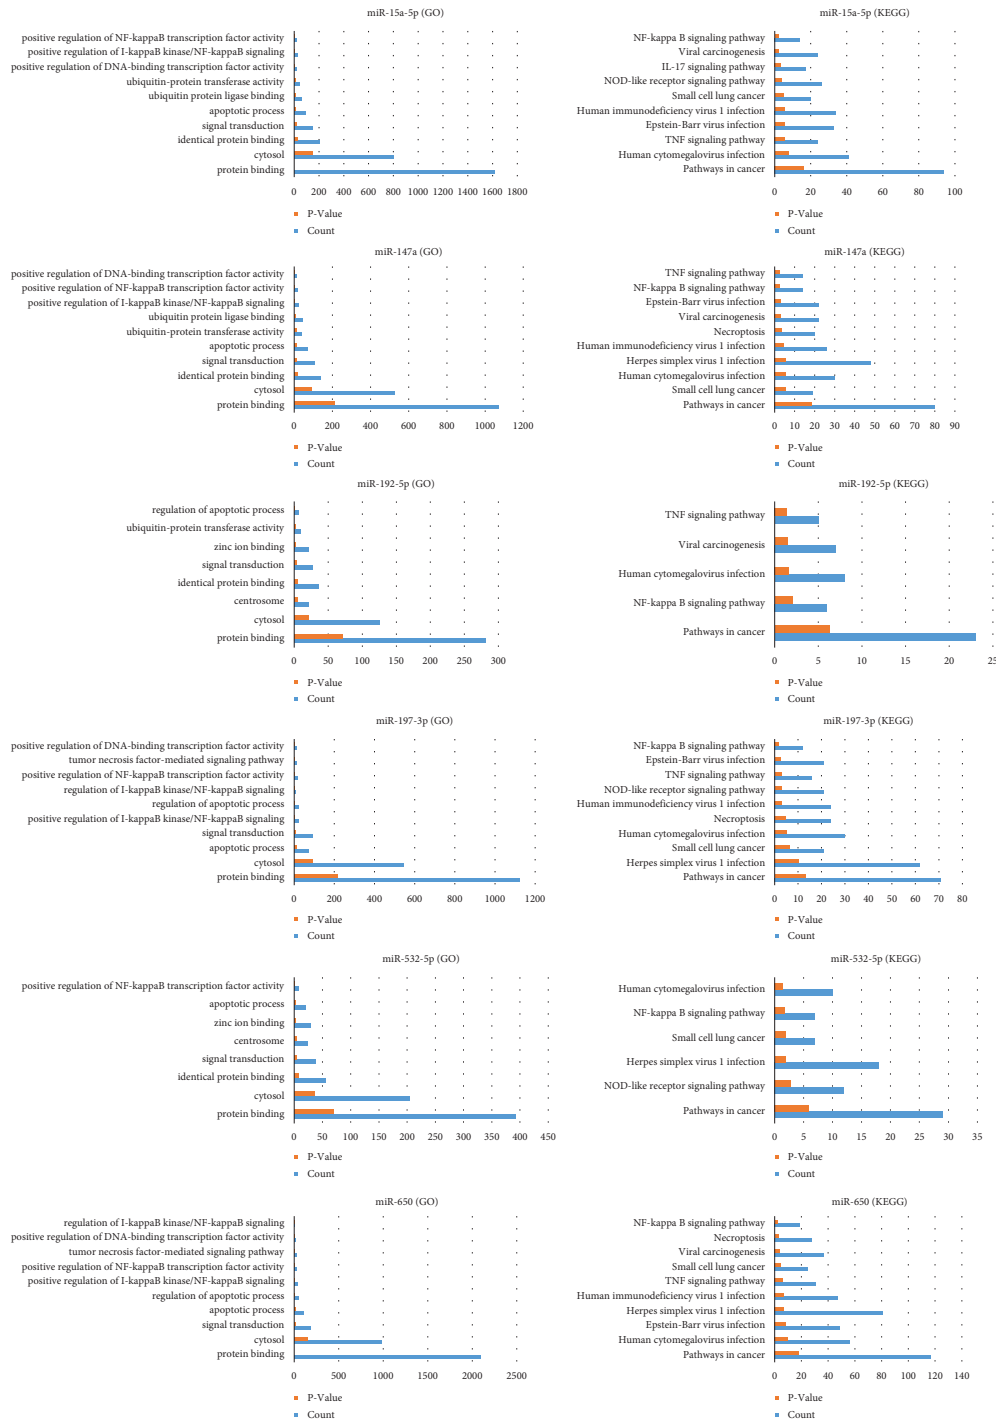 miR-15a-5p (GO)
positive regulation of NF-kappaB transcription factor activity
positive regulation of I-kappaB kinase/NF-kappaB signaling
positive regulation of DNA-binding transcription factor activity
ubiquitin-protein transferase activity
ubiquitin protein ligase binding
apoptotic process
signal transduction
identical protein binding
cytosol
protein binding
0 200 400 600 800 1000 1200 1400 1600 1800
P-Value
Count
miR-15a-5p (KEGG)
NF-kappa B signaling pathway
Viral carcinogenesis
IL-17 signaling pathway
NOD-like receptor signaling pathway
Small cell lung cancer
Human immunodeficiency virus 1 infection
Epstein-Barr virus infection
TNF signaling pathway
Human cytomegalovirus infection
Pathways in cancer
0 20 40 60 80 100
P-Value
Count
miR-147a (GO)
positive regulation of DNA-binding transcription factor activity
positive regulation of NF-kappaB transcription factor activity
positive regulation of I-kappaB kinase/NF-kappaB signaling
ubiquitin protein ligase binding
ubiquitin-protein transferase activity
apoptotic process
signal transduction
identical protein binding
cytosol
protein binding
0 200 400 600 800 1000 1200
P-Value
Count
miR-147a (KEGG)
TNF signaling pathway
NF-kappa B signaling pathway
Epstein-Barr virus infection
Viral carcinogenesis
Necroptosis
Human immunodeficiency virus 1 infection
Herpes simplex virus 1 infection
Human cytomegalovirus infection
Small cell lung cancer
Pathways in cancer
0 10 20 30 40 50 60 70 80 90
P-Value
Count
miR-192-5p (GO)
regulation of apoptotic process
ubiquitin-protein transferase activity
zinc ion binding
signal transduction
identical protein binding
centrosome
cytosol
protein binding
0 50 100 150 200 250 300
P-Value
Count
miR-192-5p (KEGG)
TNF signaling pathway
Viral carcinogenesis
Human cytomegalovirus infection
NF-kappa B signaling pathway
Pathways in cancer
0 5 10 15 20 25
P-Value
Count
miR-197-3p (GO)
positive regulation of DNA-binding transcription factor activity
tumor necrosis factor-mediated signaling pathway
positive regulation of NF-kappaB transcription factor activity
regulation of I-kappaB kinase/NF-kappaB signaling
regulation of apoptotic process
positive regulation of I-kappaB kinase/NF-kappaB signaling
signal transduction
apoptotic process
cytosol
protein binding
0 200 400 600 800 1000 1200
P-Value
Count
miR-197-3p (KEGG)
NF-kappa B signaling pathway
Epstein-Barr virus infection
TNF signaling pathway
NOD-like receptor signaling pathway
Human immunodeficiency virus 1 infection
Necroptosis
Human cytomegalovirus infection
Small cell lung cancer
Herpes simplex virus 1 infection
Pathways in cancer
0 10 20 30 40 50 60 70 80
P-Value
Count
miR-532-5p (GO)
positive regulation of NF-kappaB transcription factor activity
apoptotic process
zinc ion binding
centrosome
signal transduction
identical protein binding
cytosol
protein binding
0 50 100 150 200 250 300 350 400 450
P-Value
Count
miR-532-5p (KEGG)
Human cytomegalovirus infection
NF-kappa B signaling pathway
Small cell lung cancer
Herpes simplex virus 1 infection
NOD-like receptor signaling pathway
Pathways in cancer
0 5 10 15 20 25 30 35
P-Value
Count
miR-650 (GO)
regulation of I-kappaB kinase/NF-kappaB signaling
positive regulation of DNA-binding transcription factor activity
tumor necrosis factor-mediated signaling pathway
positive regulation of NF-kappaB transcription factor activity
positive regulation of I-kappaB kinase/NF-kappaB signaling
regulation of apoptotic process
apoptotic process
signal transduction
cytosol
protein binding
0 500 1000 1500 2000 2500
P-Value
Count
miR-650 (KEGG)
NF-kappa B signaling pathway
Necroptosis
Viral carcinogenesis
Small cell lung cancer
TNF signaling pathway
Human immunodeficiency virus 1 infection
Herpes simplex virus 1 infection
Epstein-Barr virus infection
Human cytomegalovirus infection
Pathways in cancer
0 20 40 60 80 100 120 140
P-Value
Count